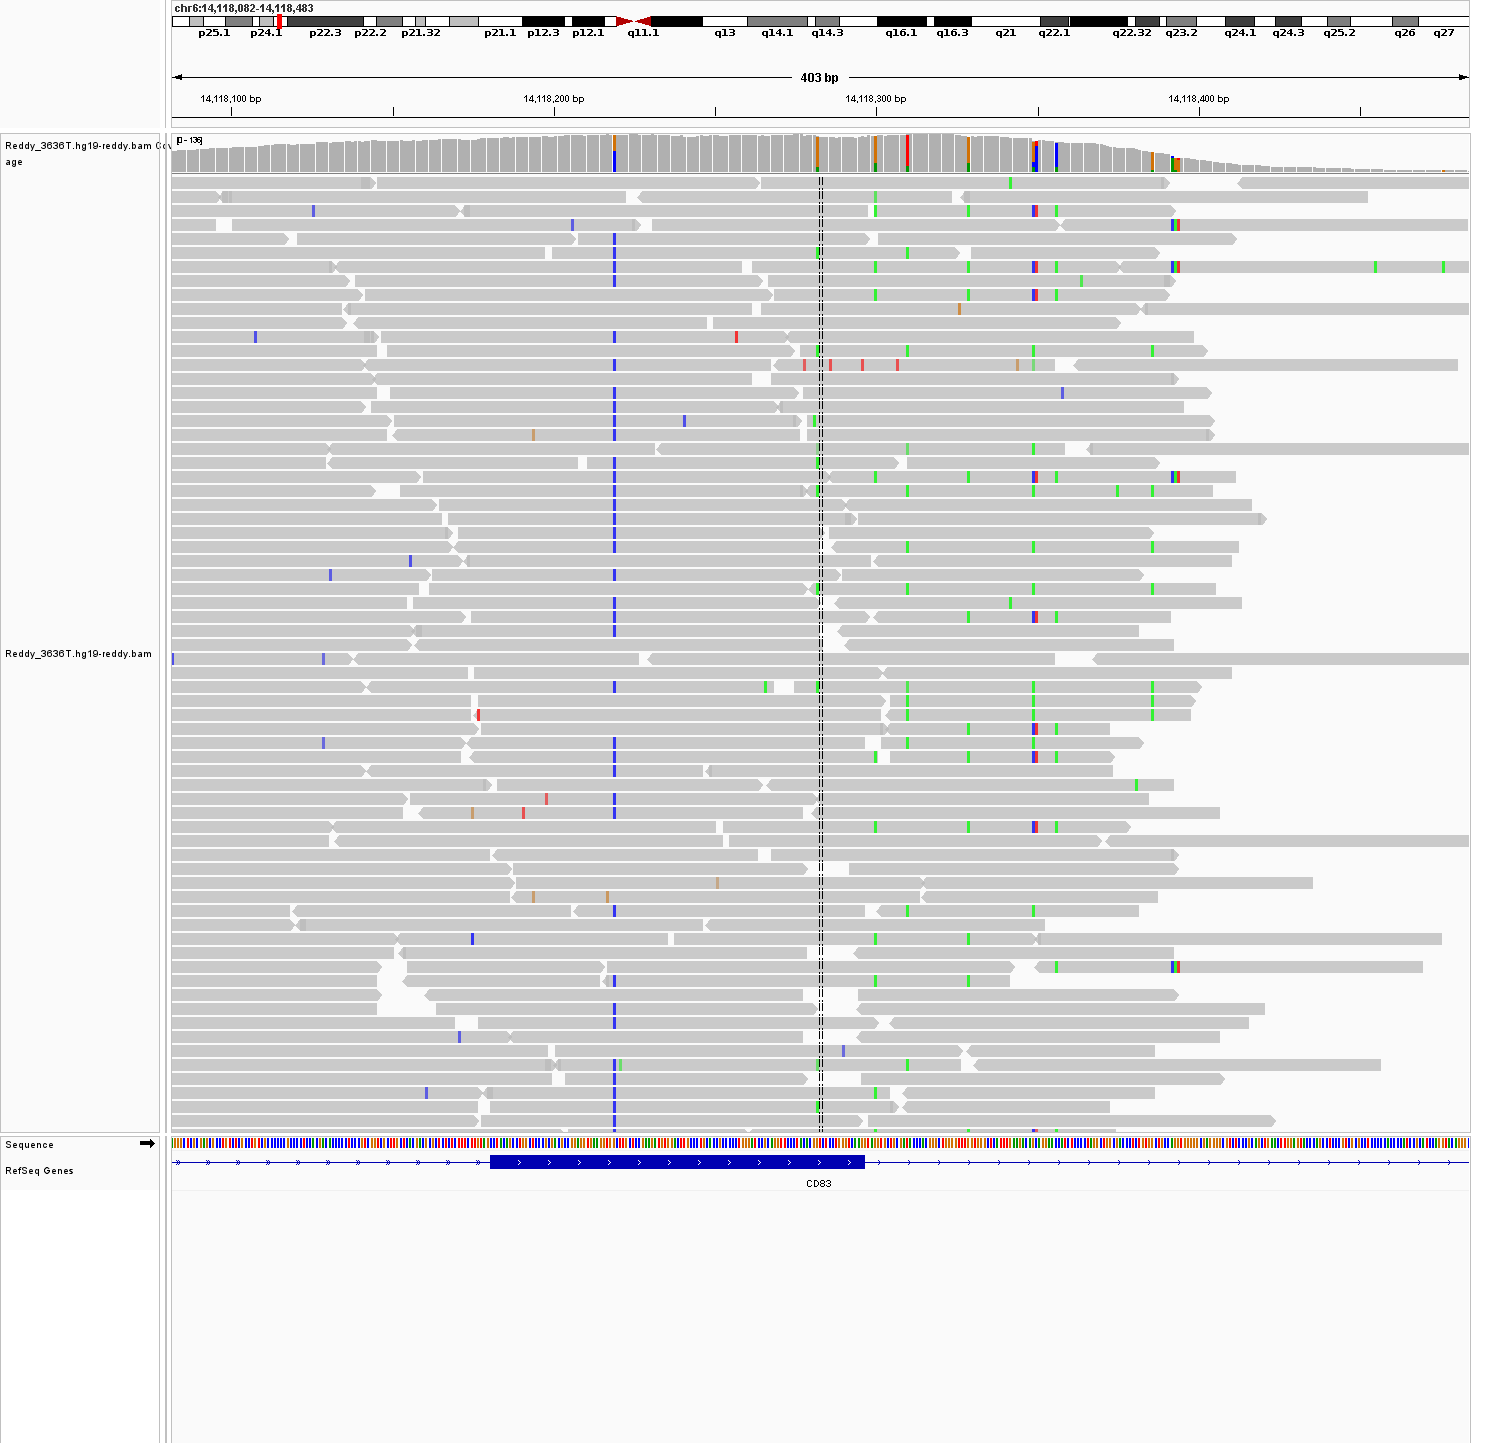 chr6:14,118,082-14,118,483
p25.1 p24.1 p22.3 p22.2 p21.32 p21.1 p12.3 p12.1 q11.1 q13 q14.1 q14.3 q16.1 q16.3 q21 q22.1 q22.32 q23.2 q24.1 q24.3 q25.2 q26 q27
403 bp
14,118,100 bp 14,118,200 bp 14,118,300 bp 14,118,400 bp
Reddy_3636T.hg19-reddy.bam Cov
age
[0 - 136]
Reddy_3636T.hg19-reddy.bam
Sequence
RefSeq Genes
CD83